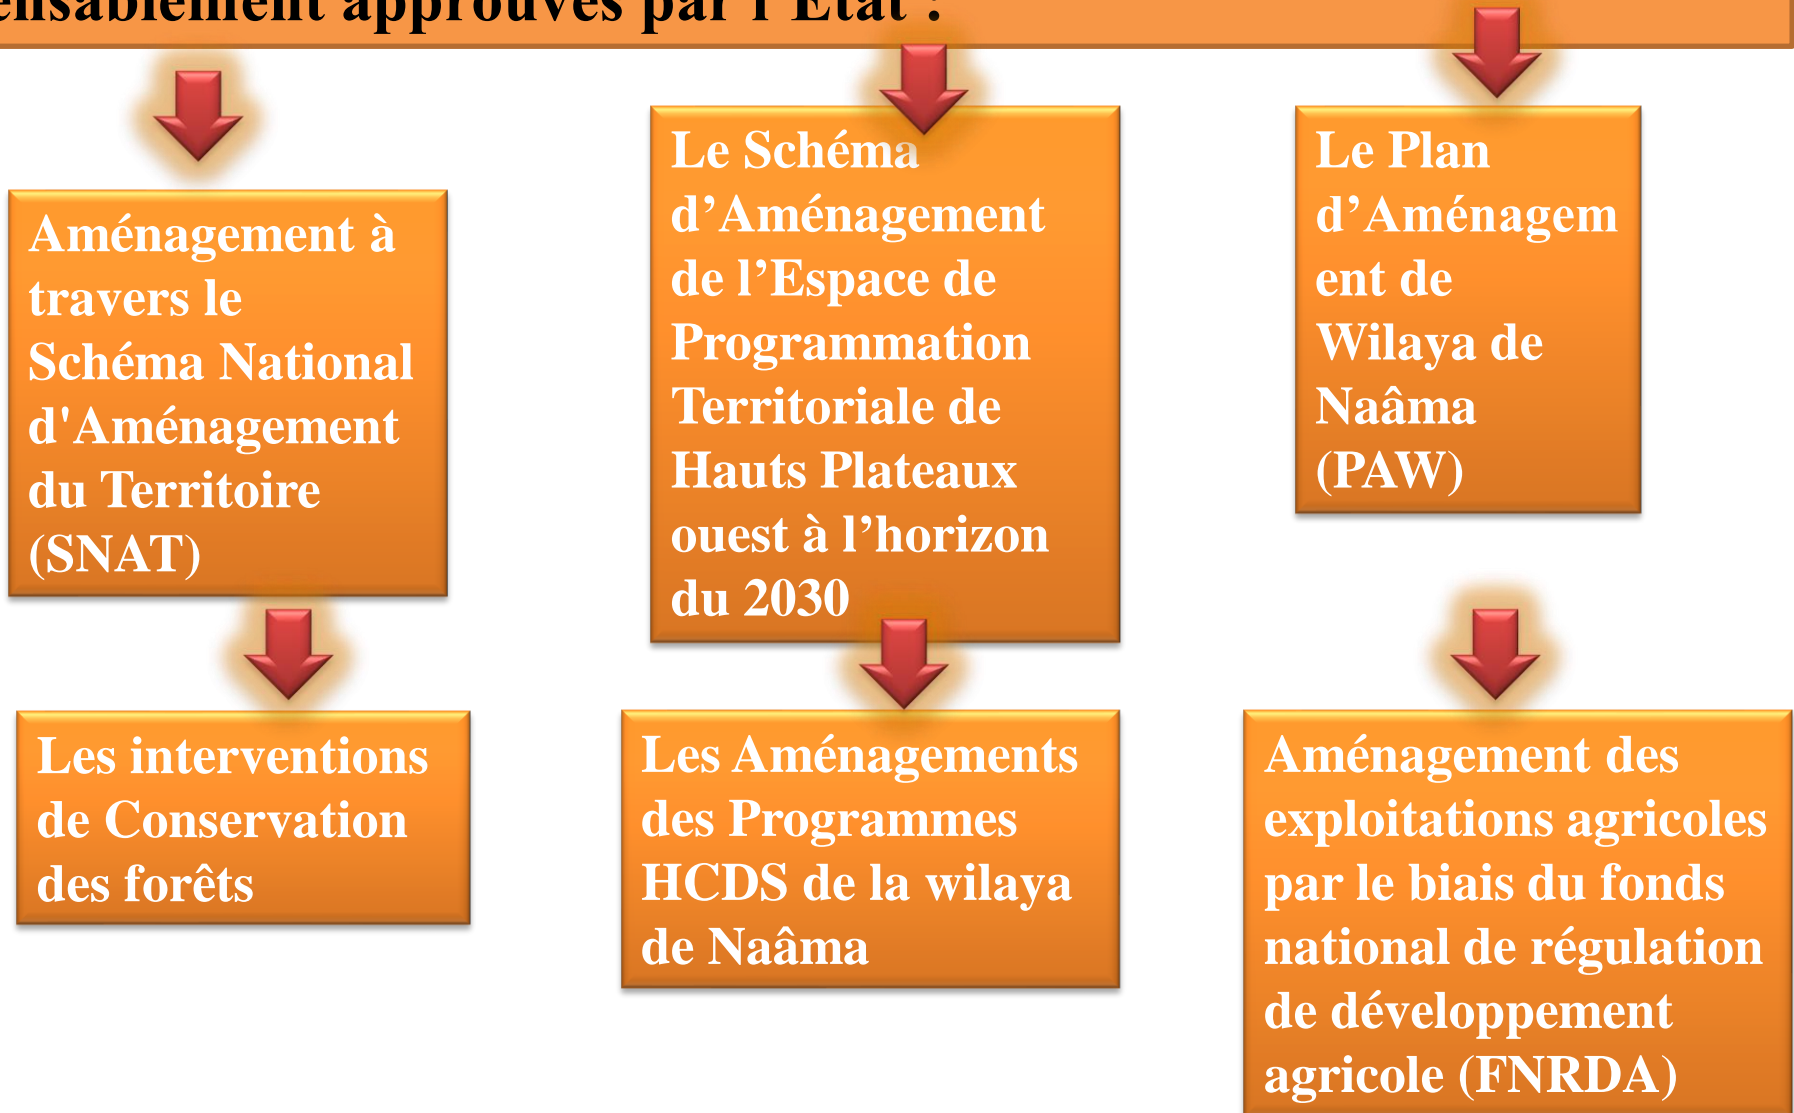 approuvés par l'Etat :
Aménagement à
travers le
Schéma National
d'Aménagement
du Territoire
(SNAT)
Le Schéma
d’Aménagement
de l’Espace de
Programmation
Territoriale de
Hauts Plateaux
ouest à l’horizon
du 2030
Le Plan
d’Aménagem
ent de
Wilaya de
Naâma
(PAW)
Les interventions
de Conservation
des forêts
Les Aménagements
des Programmes
HCDS de la wilaya
de Naâma
Aménagement des
exploitations agricoles
par le biais du fonds
national de régulation
de développement
agricole (FNRDA)